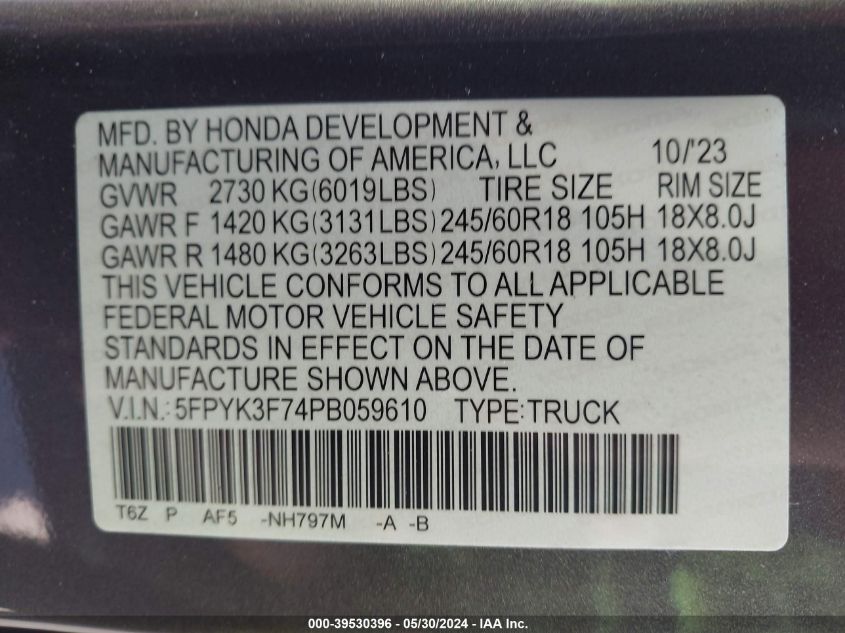 MFD. BY HONDA DEVELOPMENT &
MANUFACTURING OF AMERICA, LLC 10/'23
GVWR 2730 KG(6019LBS) TIRE SIZE RIM SIZE
GAWR F 1420 KG(3131LBS) 245/60R18 105H 18X8.0J
GAWR R 1480 KG(3263LBS) 245/60R18 105H 18X8.0J
THIS VEHICLE CONFORMS TO ALL APPLICABLE
FEDERAL MOTOR VEHICLE SAFETY
STANDARDS IN EFFECT ON THE DATE OF
MANUFACTURE SHOWN ABOVE.
V.I.N.: 5FPYK3F74PB059610 TYPE: TRUCK
T6Z P AF5 -NH797M -A -B
000-39530396 - 05/30/2024 - IAA Inc.